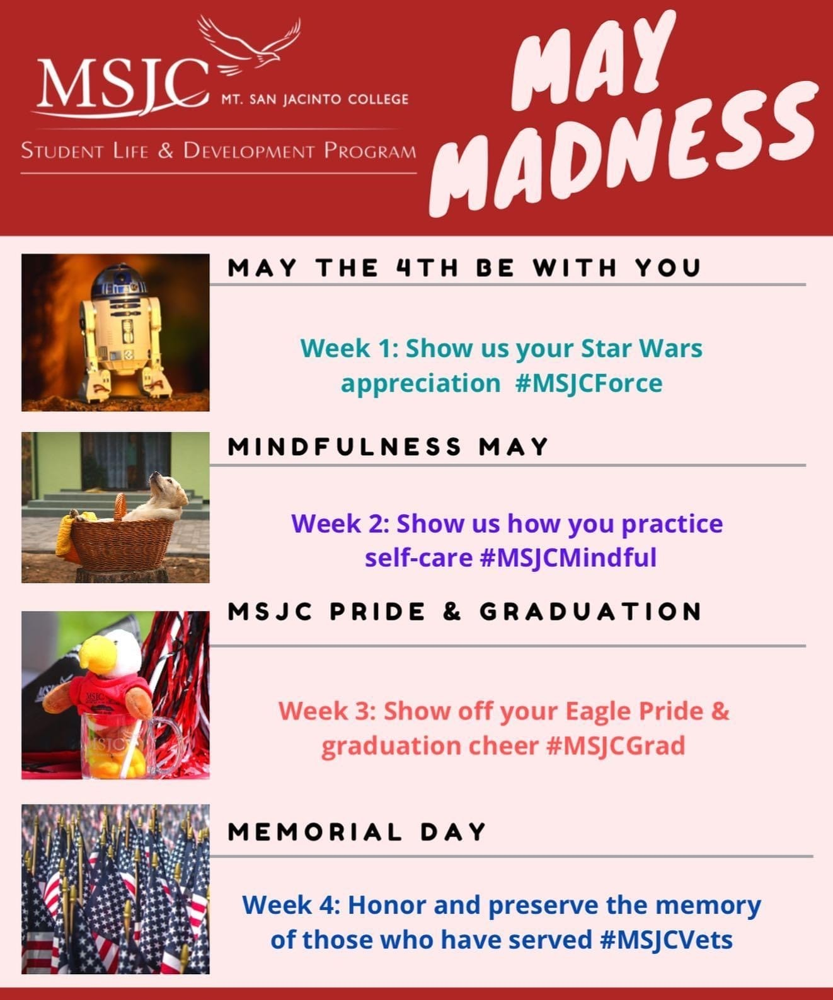 MSJC MT. SAN JACINTO COLLEGE
STUDENT LIFE & DEVELOPMENT PROGRAM
MAY
MADNESS
MAY THE 4TH BE WITH YOU
Week 1: Show us your Star Wars
appreciation #MSJCForce
MINDFULNESS MAY
Week 2: Show us how you practice
self-care #MSJCMindful
MSJC PRIDE & GRADUATION
MSJC
MSJC
MSJC
Week 3: Show off your Eagle Pride &
graduation cheer #MSJCGrad
MEMORIAL DAY
Week 4: Honor and preserve the memory
of those who have served #MSJCVets